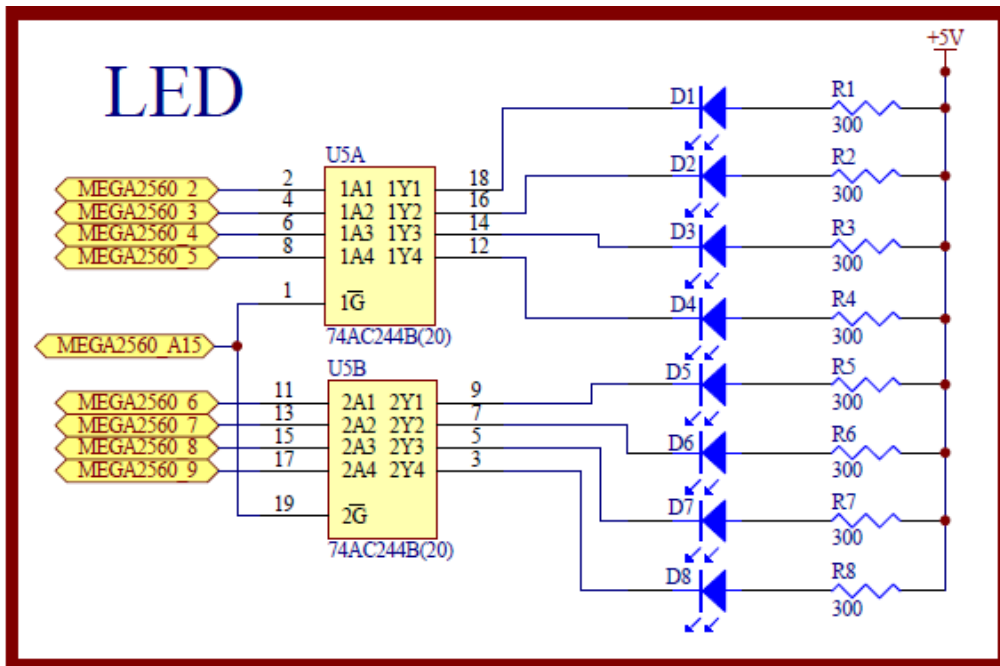 +5V
LED
D1 R1
300
U5A
MEGA2560_2 2 1A1 1Y1 18 D2 R2
300
MEGA2560_3 4 1A2 1Y2 16
MEGA2560_4 6 1A3 1Y3 14 D3 R3
300
MEGA2560_5 8 1A4 1Y4 12
1 1G̅ D4 R4
300
74AC244B(20)
MEGA2560_A15
U5B D5 R5
300
MEGA2560_6 11 2A1 2Y1 9
MEGA2560_7 13 2A2 2Y2 7 D6 R6
300
MEGA2560_8 15 2A3 2Y3 5
MEGA2560_9 17 2A4 2Y4 3
19 2G̅ D7 R7
300
74AC244B(20)
D8 R8
300